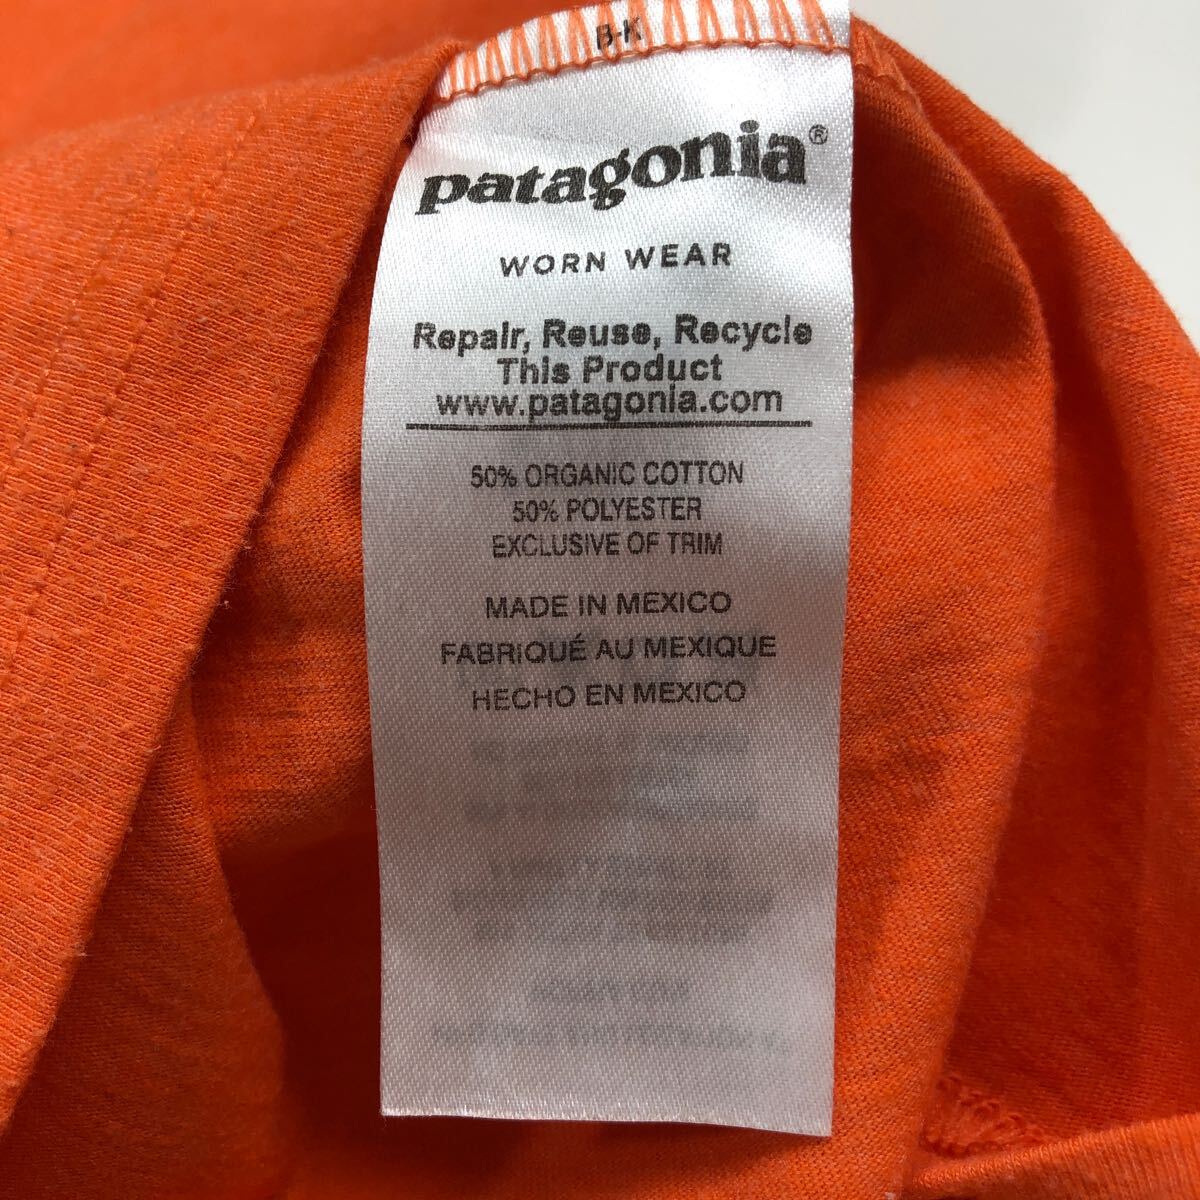 B-K
patagonia®
WORN WEAR
Repair, Reuse, Recycle
This Product
www.patagonia.com
50% ORGANIC COTTON
50% POLYESTER
EXCLUSIVE OF TRIM
MADE IN MEXICO
FABRIQUÉ AU MEXIQUE
HECHO EN MEXICO